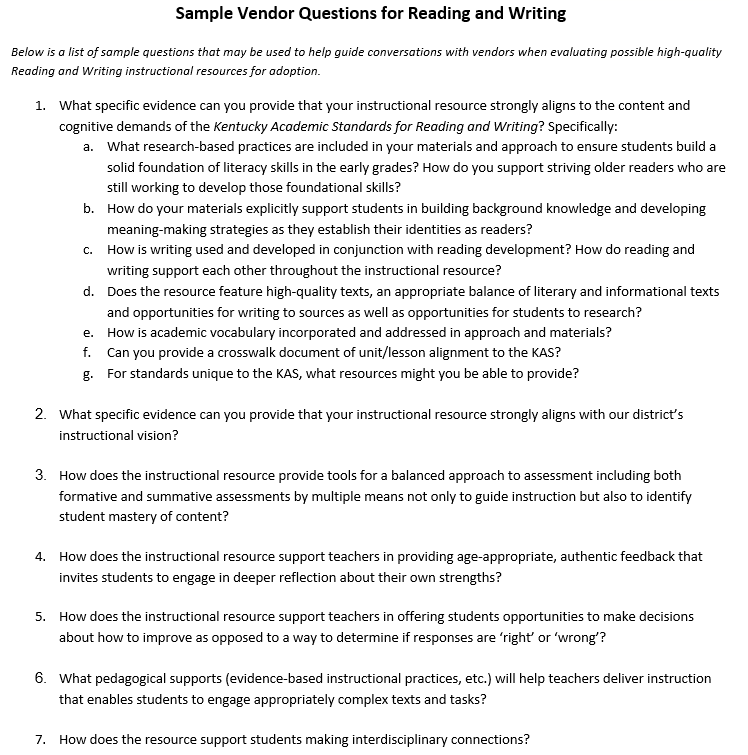 Sample Vendor Questions for Reading and Writing
Below is a list of sample questions that may be used to help guide conversations with vendors when evaluating possible high-quality
Reading and Writing instructional resources for adoption.
1. What specific evidence can you provide that your instructional resource strongly aligns to the content and
cognitive demands of the Kentucky Academic Standards for Reading and Writing? Specifically:
a. What research-based practices are included in your materials and approach to ensure students build a
solid foundation of literacy skills in the early grades? How do you support striving older readers who are
still working to develop those foundational skills?
b. How do your materials explicitly support students in building background knowledge and developing
meaning-making strategies as they establish their identities as readers?
c. How is writing used and developed in conjunction with reading development? How do reading and
writing support each other throughout the instructional resource?
d. Does the resource feature high-quality texts, an appropriate balance of literary and informational texts
and opportunities for writing to sources as well as opportunities for students to research?
e. How is academic vocabulary incorporated and addressed in approach and materials?
f. Can you provide a crosswalk document of unit/lesson alignment to the KAS?
g. For standards unique to the KAS, what resources might you be able to provide?
2. What specific evidence can you provide that your instructional resource strongly aligns with our district’s
instructional vision?
3. How does the instructional resource provide tools for a balanced approach to assessment including both
formative and summative assessments by multiple means not only to guide instruction but also to identify
student mastery of content?
4. How does the instructional resource support teachers in providing age-appropriate, authentic feedback that
invites students to engage in deeper reflection about their own strengths?
5. How does the instructional resource support teachers in offering students opportunities to make decisions
about how to improve as opposed to a way to determine if responses are ‘right’ or ‘wrong’?
6. What pedagogical supports (evidence-based instructional practices, etc.) will help teachers deliver instruction
that enables students to engage appropriately complex texts and tasks?
7. How does the resource support students making interdisciplinary connections?